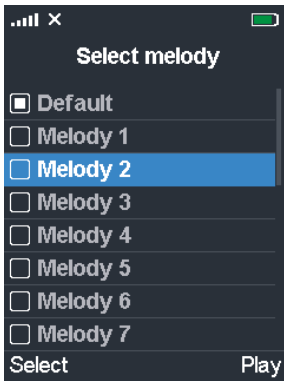 Select melody
Default
Melody 1
Melody 2
Melody 3
Melody 4
Melody 5
Melody 6
Melody 7
Select Play